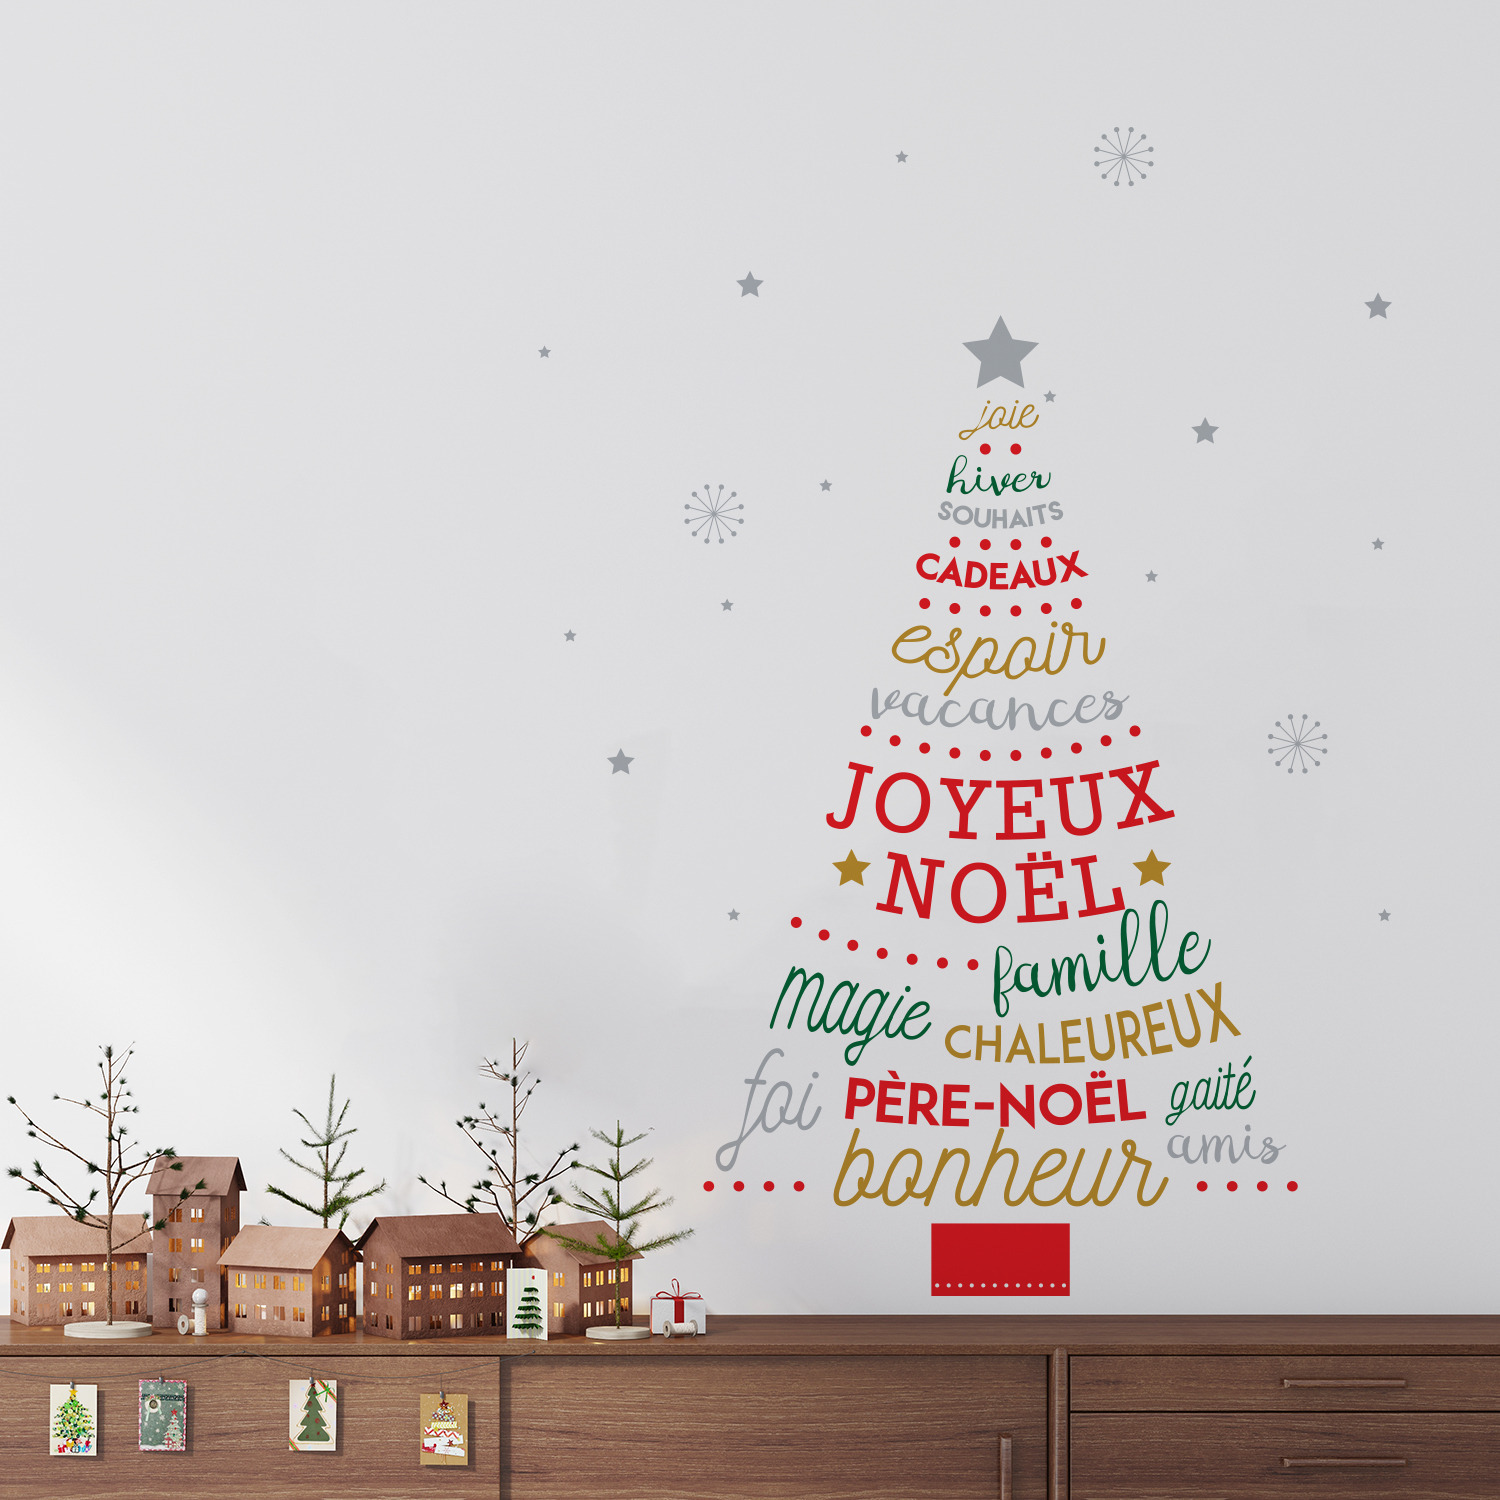 joie
hiver
SOUHAITS
CADEAUX
espoir
vacances
JOYEUX
NOËL
famille
magie
CHALEUREUX
foi
PÈRE-NOËL
gaité
amis
bonheur